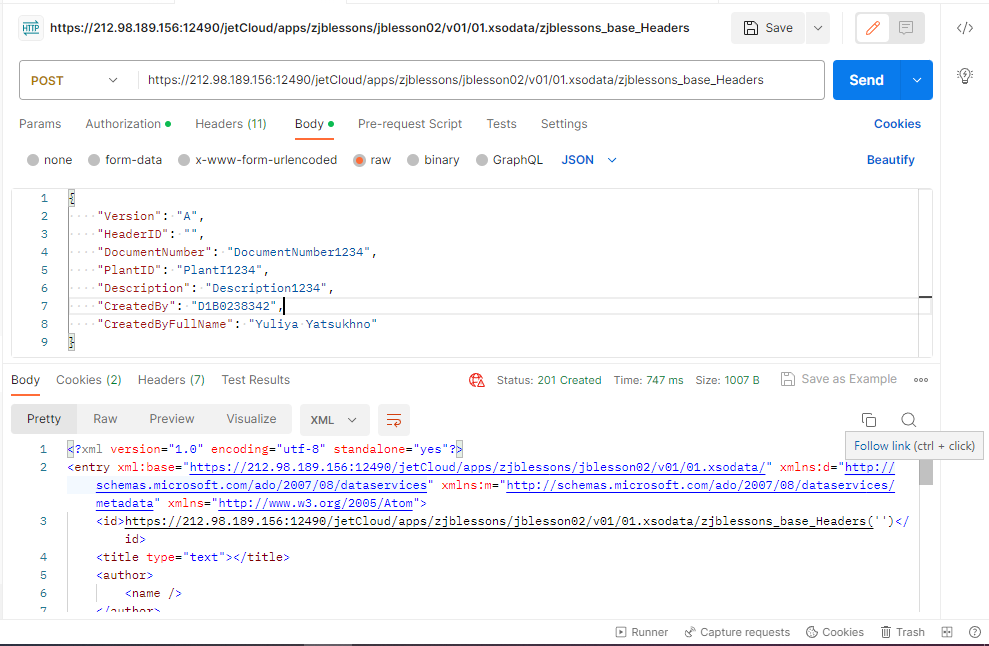 HTTP https://212.98.189.156:12490/jetCloud/apps/zjblessons/jblesson02/v01/01.xsodata/zjblessons_base_Headers Save
POST https://212.98.189.156:12490/jetCloud/apps/zjblessons/jblesson02/v01/01.xsodata/zjblessons_base_Headers Send
Params Authorization Headers (11) Body Pre-request Script Tests Settings Cookies
none form-data x-www-form-urlencoded raw binary GraphQL JSON Beautify
1 {
2 "Version": "A",
3 "HeaderID": "",
4 "DocumentNumber": "DocumentNumber1234",
5 "PlantID": "PlantI1234",
6 "Description": "Description1234",
7 "CreatedBy": "D1B0238342",
8 "CreatedByFullName": "Yuliya Yatsukhno"
9 }
Body Cookies (2) Headers (7) Test Results Status: 201 Created Time: 747 ms Size: 1007 B Save as Example
Pretty Raw Preview Visualize XML
Follow link (ctrl + click)
1 <?xml version="1.0" encoding="utf-8" standalone="yes"?>
2 <entry xml:base="https://212.98.189.156:12490/jetCloud/apps/zjblessons/jblesson02/v01/01.xsodata/" xmlns:d="http://
schemas.microsoft.com/ado/2007/08/dataservices" xmlns:m="http://schemas.microsoft.com/ado/2007/08/dataservices/
metadata" xmlns="http://www.w3.org/2005/Atom">
3 <id>https://212.98.189.156:12490/jetCloud/apps/zjblessons/jblesson02/v01/01.xsodata/zjblessons_base_Headers('')</
id>
4 <title type="text"></title>
5 <author>
6 <name />
7 </author>
Runner Capture requests Cookies Trash